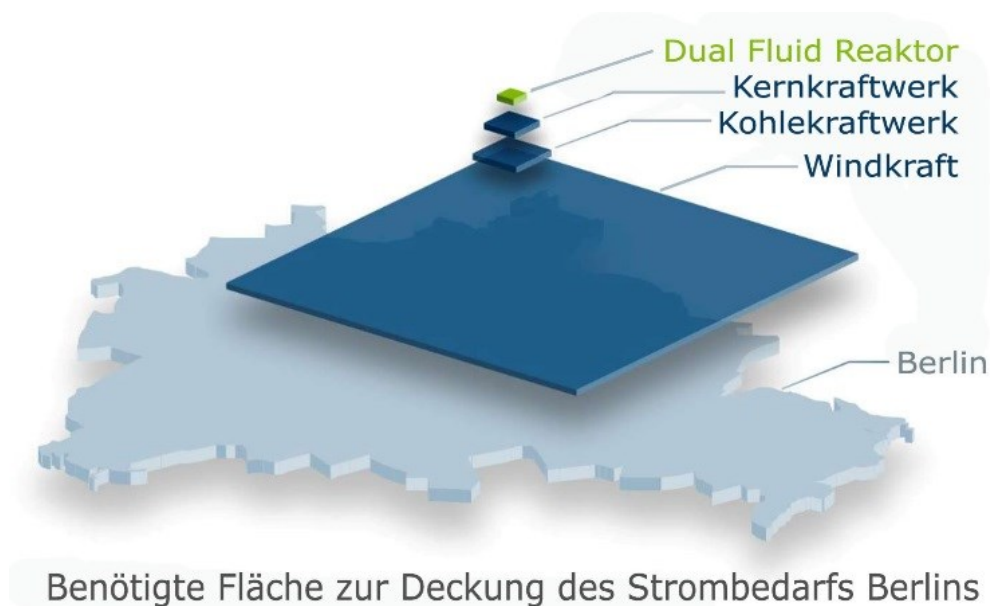 Dual Fluid Reaktor
Kernkraftwerk
Kohlekraftwerk
Windkraft
Berlin
Benötigte Fläche zur Deckung des Strombedarfs Berlins